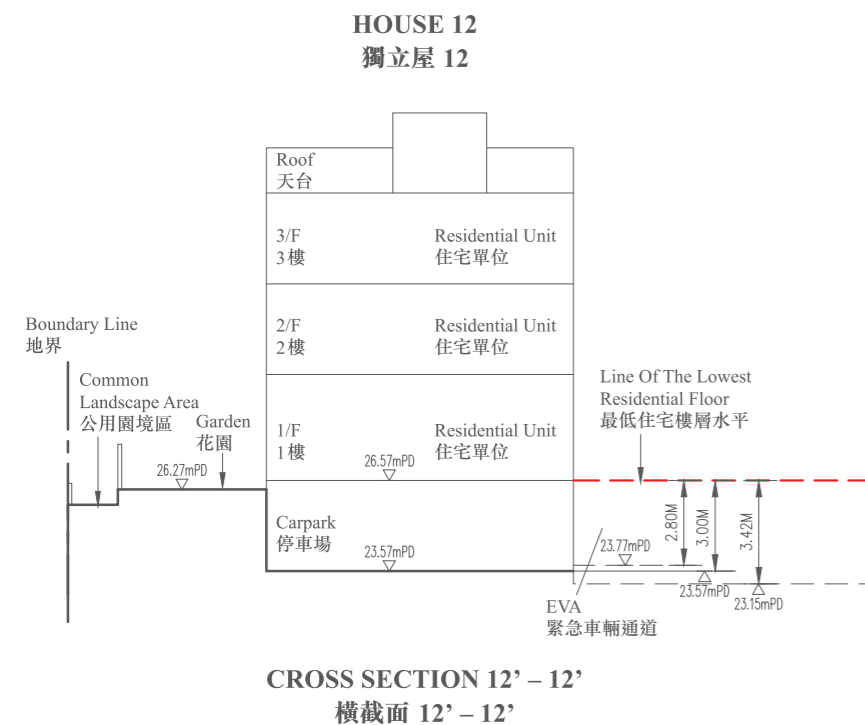 HOUSE 12
獨立屋 12
Roof
天台
3/F
3樓
Residential Unit
住宅單位
2/F
2樓
Residential Unit
住宅單位
Boundary Line
地界
Common
Landscape Area
公用園境區
Garden
花園
26.27mPD
1/F
1樓
Residential Unit
住宅單位
26.57mPD
Line Of The Lowest
Residential Floor
最低住宅樓層水平
Carpark
停車場
23.57mPD
2.80M
3.00M
3.42M
23.77mPD
23.57mPD
23.15mPD
EVA
緊急車輛通道
CROSS SECTION 12’ – 12’
橫截面 12’ – 12’